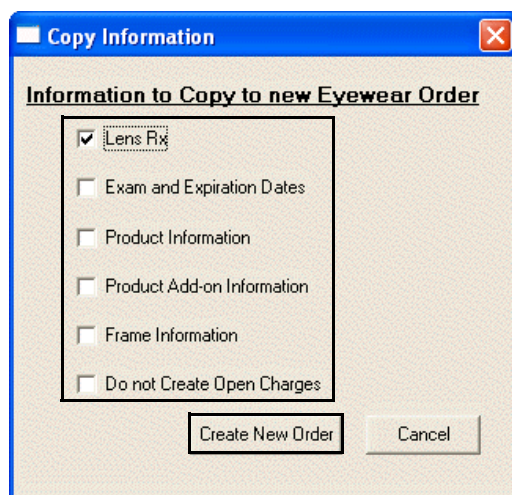 Copy Information
Information to Copy to new Eyewear Order
Lens Rx
Exam and Expiration Dates
Product Information
Product Add-on Information
Frame Information
Do not Create Open Charges
Create New Order Cancel